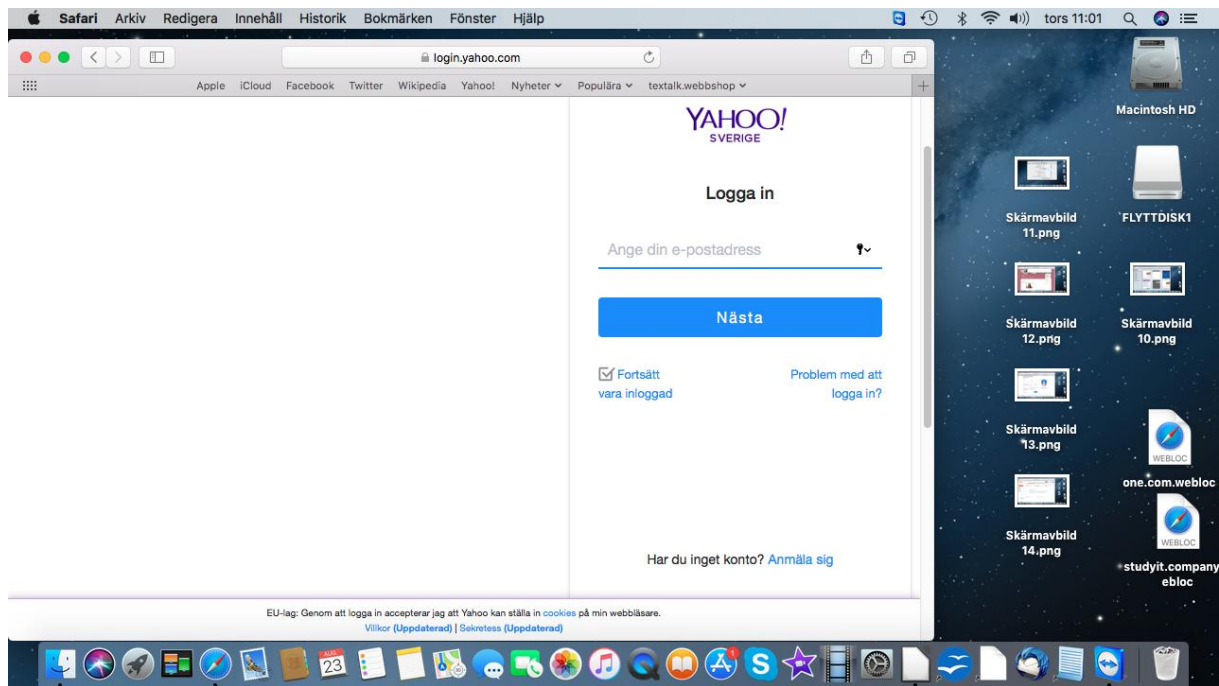 Safari Arkiv Redigera Innehåll Historik Bokmärken Fönster Hjälp
tors 11:01
login.yahoo.com
Apple iCloud Facebook Twitter Wikipedia Yahoo! Nyheter Populära textalk.webbshop
YAHOO!
SVERIGE
Logga in
Ange din e-postadress
Nästa
Fortsätt
vara inloggad
Problem med att
logga in?
Har du inget konto? Anmäla sig
EU-lag: Genom att logga in accepterar jag att Yahoo kan ställa in cookies på min webbläsare.
Villkor (Uppdaterad) | Sekretess (Uppdaterad)
Macintosh HD
Skärmavbild
11.png
FLYTTDISK1
Skärmavbild
12.png
Skärmavbild
10.png
Skärmavbild
13.png
WEBLOC
one.com.webloc
Skärmavbild
14.png
WEBLOC
studyit.company
ebloc
AUG
23
1
S